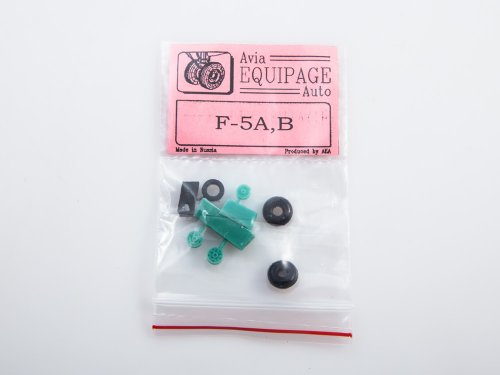 Avia
EQUIPAGE
Auto
F-5A,B
Made in Russia
Produced by AEA